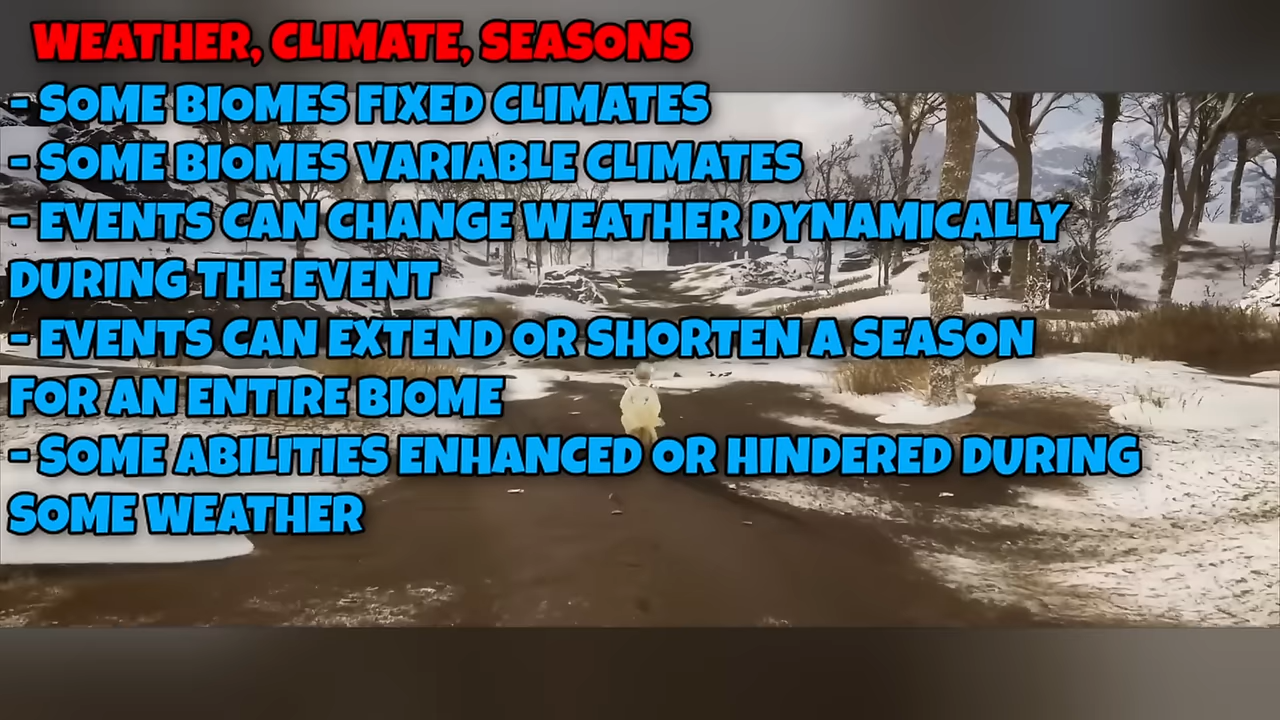 WEATHER, CLIMATE, SEASONS
- SOME BIOMES FIXED CLIMATES
- SOME BIOMES VARIABLE CLIMATES
- EVENTS CAN CHANGE WEATHER DYNAMICALLY
DURING THE EVENT
- EVENTS CAN EXTEND OR SHORTEN A SEASON
FOR AN ENTIRE BIOME
- SOME ABILITIES ENHANCED OR HINDERED DURING
SOME WEATHER